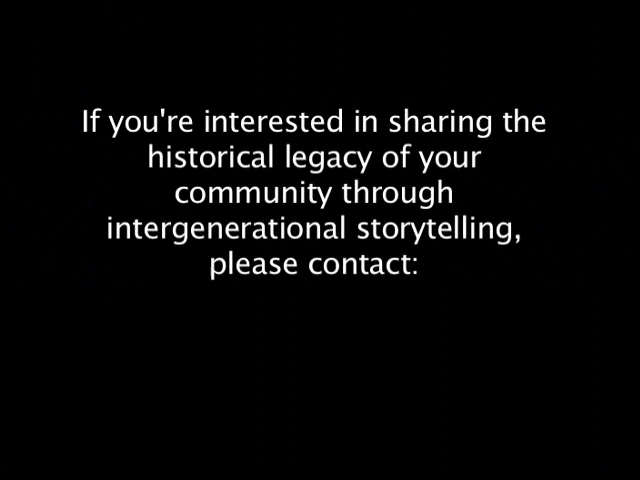 If you're interested in sharing the
historical legacy of your
community through
intergenerational storytelling,
please contact: